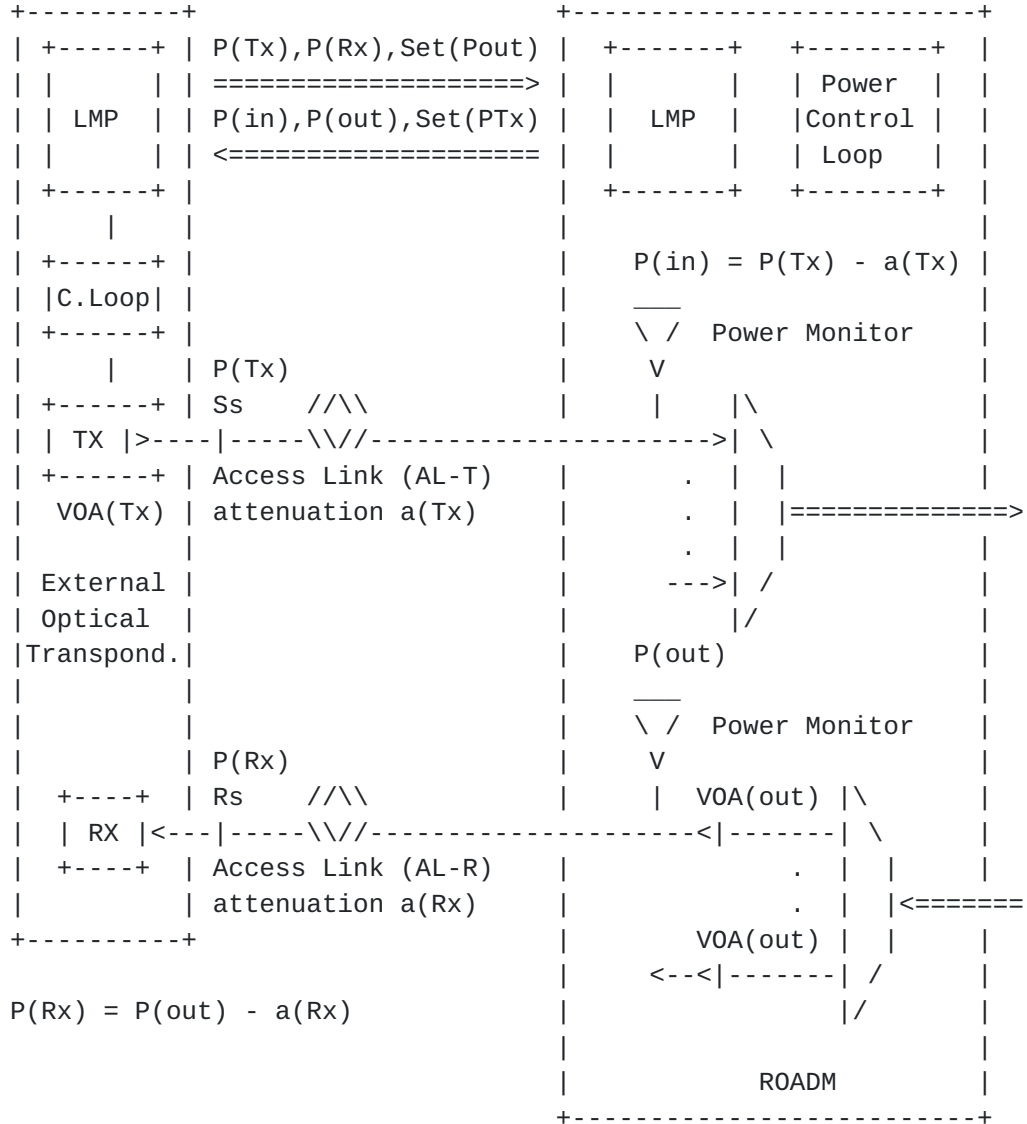 P(Tx),P(Rx),Set(Pout)
Power
LMP P(in),P(out),Set(PTx) LMP Control
Loop
P(in) = P(Tx) - a(Tx)
C.Loop
Power Monitor
P(Tx) V
Ss
TX
Access Link (AL-T)
VOA(Tx) attenuation a(Tx)
External
Optical
Transpond. P(out)
Power Monitor
P(Rx) V
Rs VOA(out)
RX
Access Link (AL-R)
attenuation a(Rx)
VOA(out)
P(Rx) = P(out) - a(Rx)
ROADM